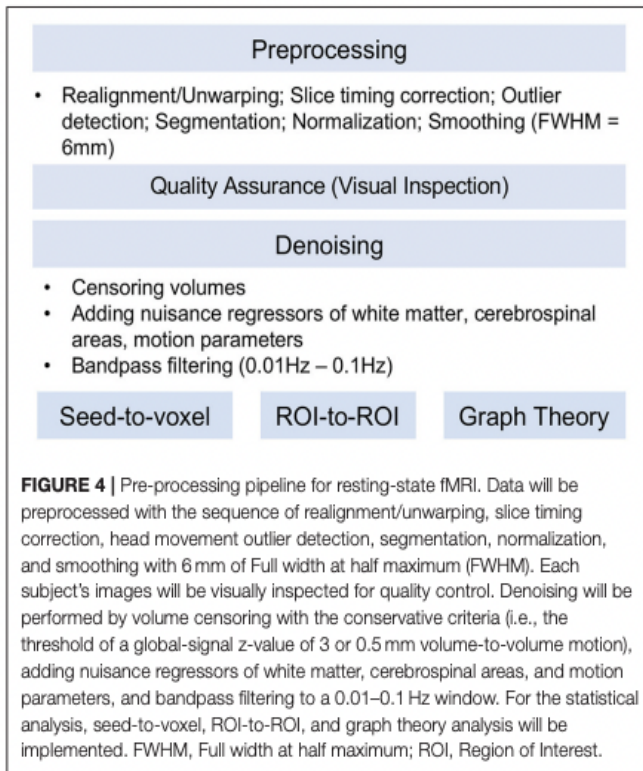 Preprocessing
• Realignment/Unwarping; Slice timing correction; Outlier
detection; Segmentation; Normalization; Smoothing (FWHM =
6mm)
Quality Assurance (Visual Inspection)
Denoising
• Censoring volumes
• Adding nuisance regressors of white matter, cerebrospinal
areas, motion parameters
• Bandpass filtering (0.01Hz – 0.1Hz)
Seed-to-voxel ROI-to-ROI Graph Theory
FIGURE 4 | Pre-processing pipeline for resting-state fMRI. Data will be
preprocessed with the sequence of realignment/unwarping, slice timing
correction, head movement outlier detection, segmentation, normalization,
and smoothing with 6 mm of Full width at half maximum (FWHM). Each
subject's images will be visually inspected for quality control. Denoising will be
performed by volume censoring with the conservative criteria (i.e., the
threshold of a global-signal z-value of 3 or 0.5 mm volume-to-volume motion),
adding nuisance regressors of white matter, cerebrospinal areas, and motion
parameters, and bandpass filtering to a 0.01–0.1 Hz window. For the statistical
analysis, seed-to-voxel, ROI-to-ROI, and graph theory analysis will be
implemented. FWHM, Full width at half maximum; ROI, Region of Interest.